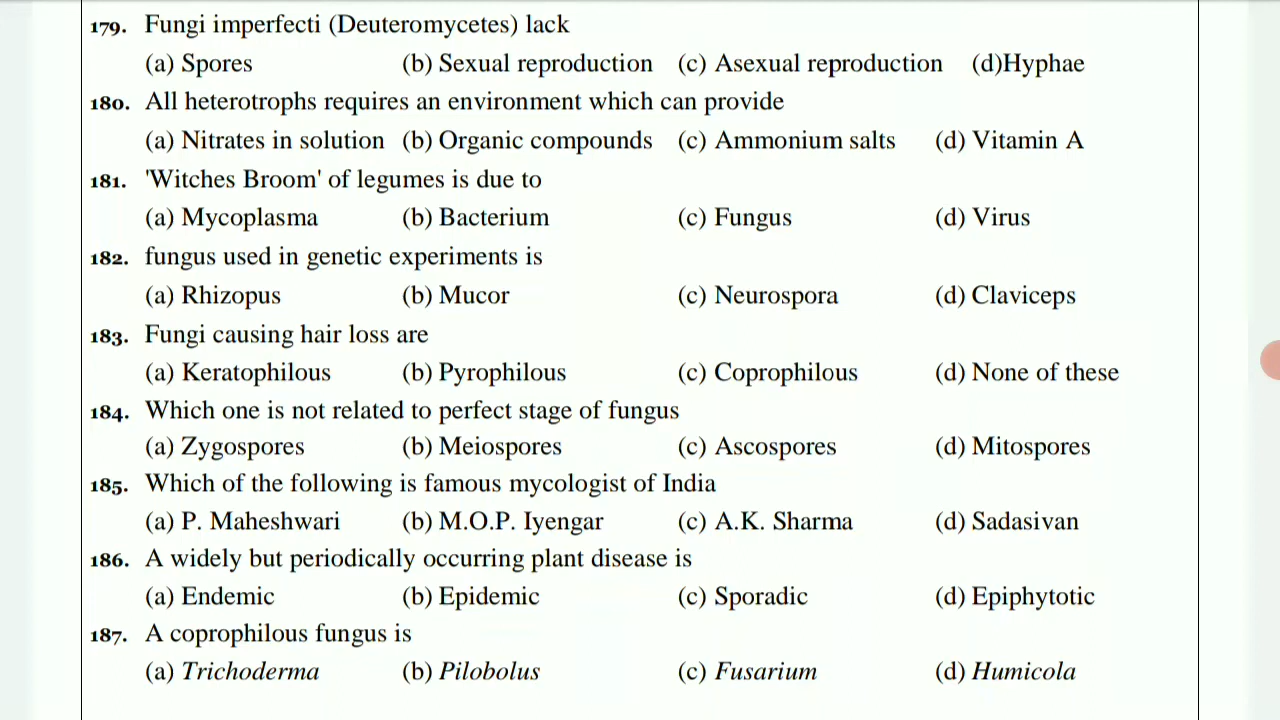 179. Fungi imperfecti (Deuteromycetes) lack
(a) Spores (b) Sexual reproduction (c) Asexual reproduction (d)Hyphae
180. All heterotrophs requires an environment which can provide
(a) Nitrates in solution (b) Organic compounds (c) Ammonium salts (d) Vitamin A
181. 'Witches Broom' of legumes is due to
(a) Mycoplasma (b) Bacterium (c) Fungus (d) Virus
182. fungus used in genetic experiments is
(a) Rhizopus (b) Mucor (c) Neurospora (d) Claviceps
183. Fungi causing hair loss are
(a) Keratophilous (b) Pyrophilous (c) Coprophilous (d) None of these
184. Which one is not related to perfect stage of fungus
(a) Zygospores (b) Meiospores (c) Ascospores (d) Mitospores
185. Which of the following is famous mycologist of India
(a) P. Maheshwari (b) M.O.P. Iyengar (c) A.K. Sharma (d) Sadasivan
186. A widely but periodically occurring plant disease is
(a) Endemic (b) Epidemic (c) Sporadic (d) Epiphytotic
187. A coprophilous fungus is
(a) Trichoderma (b) Pilobolus (c) Fusarium (d) Humicola